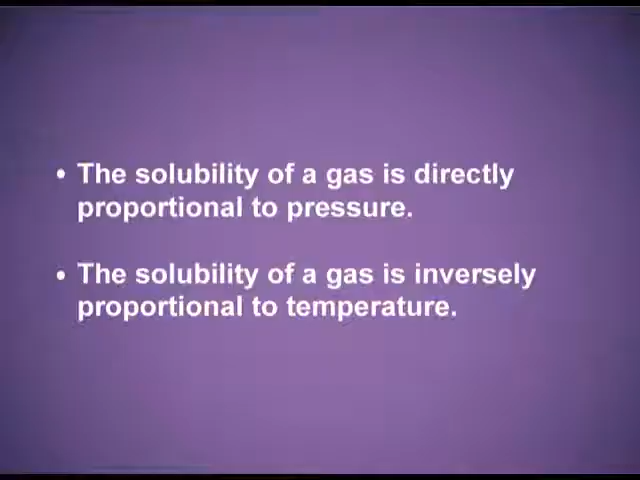 • The solubility of a gas is directly
proportional to pressure.
• The solubility of a gas is inversely
proportional to temperature.